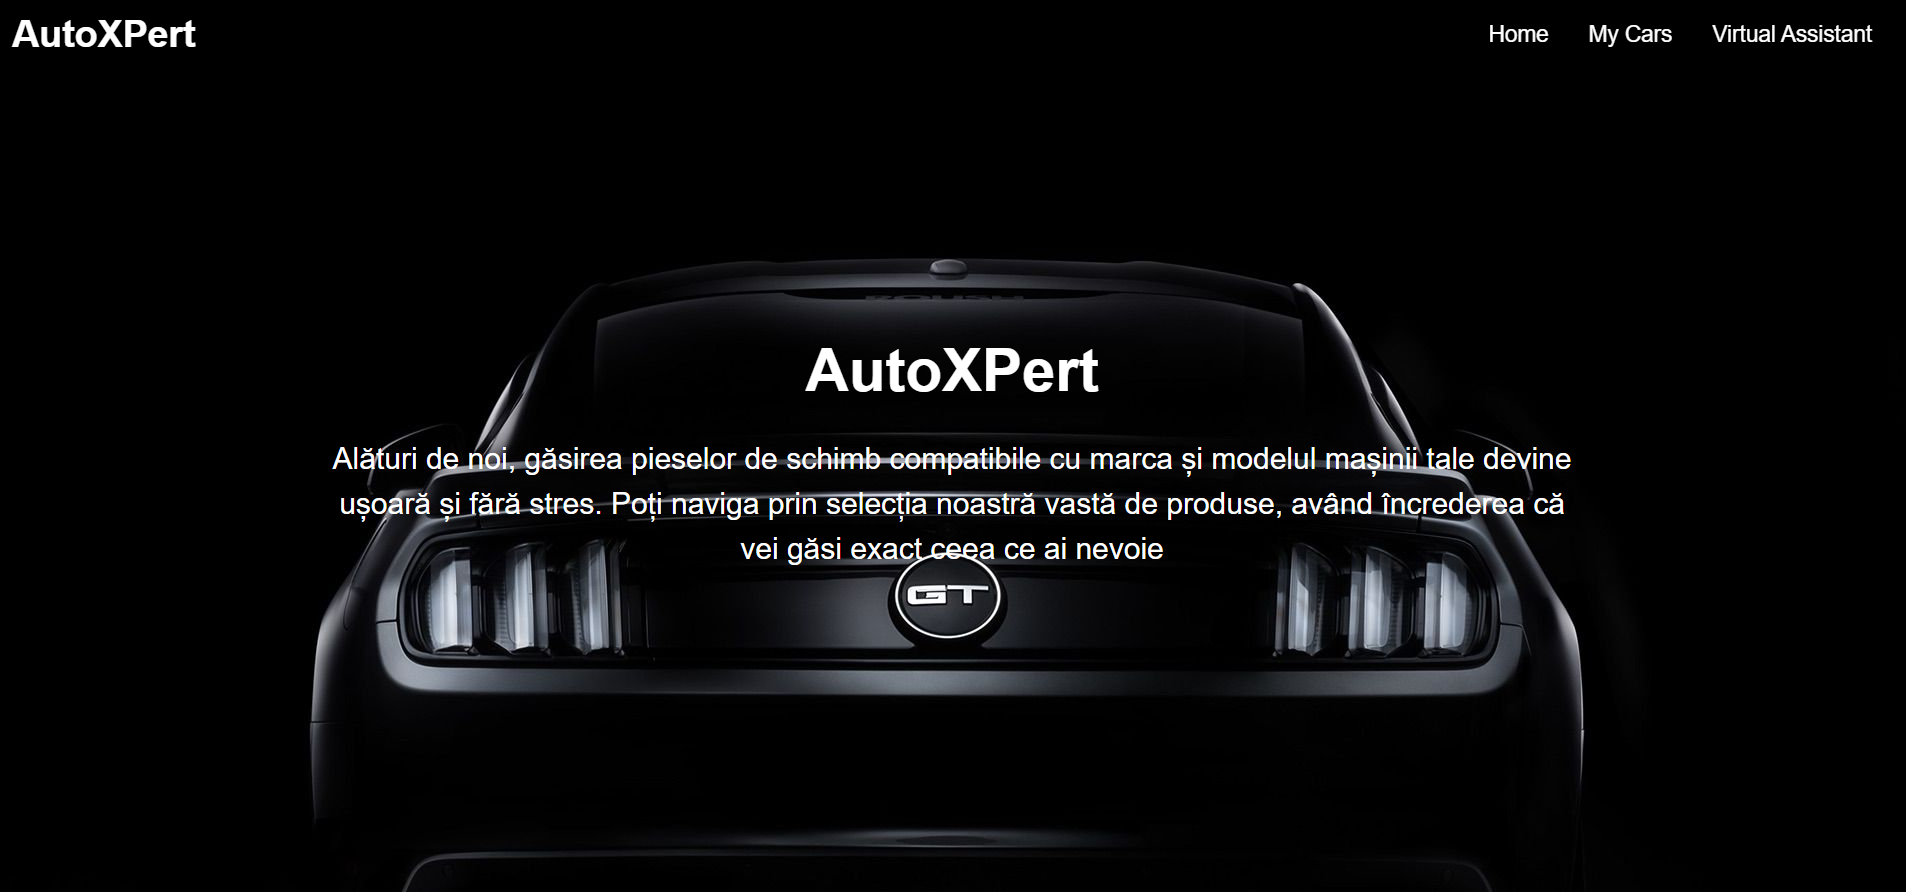 AutoXPert
Home
My Cars
Virtual Assistant
ROUSH
AutoXPert
Alături de noi, găsirea pieselor de schimb compatibile cu marca și modelul mașinii tale devine
ușoară și fără stres. Poți naviga prin selecția noastră vastă de produse, având încrederea că
vei găsi exact ceea ce ai nevoie
GT